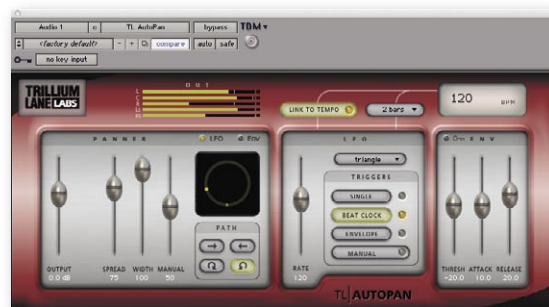 Audio 1 c TL AutoPan bypass TDM
<factory default> - + compare auto safe
no key input
TRILLIUM
LANE LABS
OUT
L
C
R
LINK TO TEMPO
2 bars
120 BPM
PANNER
LFO Env
LFO
ENV
triangle
TRIGGERS
SINGLE
BEAT CLOCK
ENVELOPE
MANUAL
PATH
OUTPUT SPREAD WIDTH MANUAL
0.0 dB 75 100 50
RATE
120
THRESH ATTACK RELEASE
-20.0 10.0 20.0
TL AUTOPAN